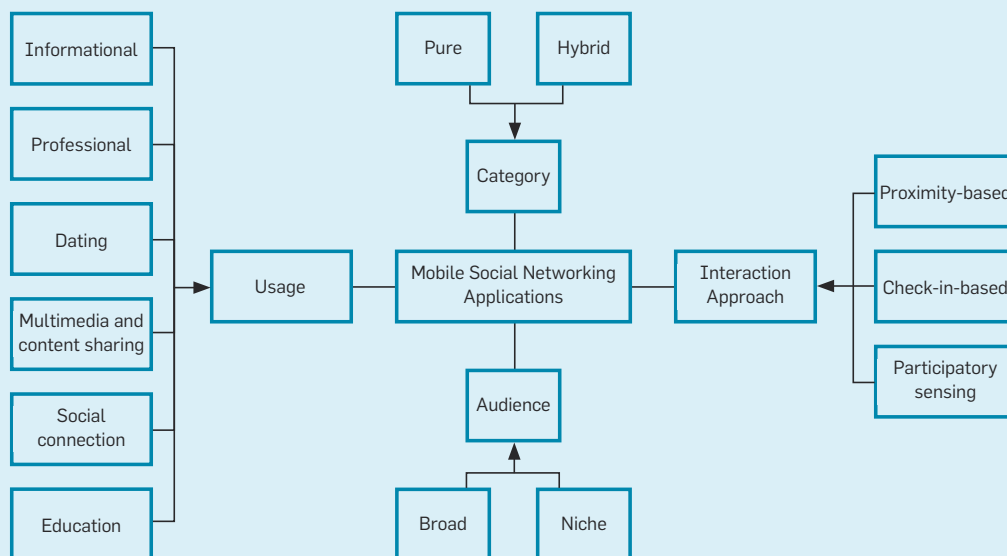 Informational
Professional
Dating
Multimedia and
content sharing
Social
connection
Education
Usage
Pure
Hybrid
Category
Mobile Social Networking
Applications
Audience
Broad
Niche
Interaction
Approach
Proximity-based
Check-in-based
Participatory
sensing